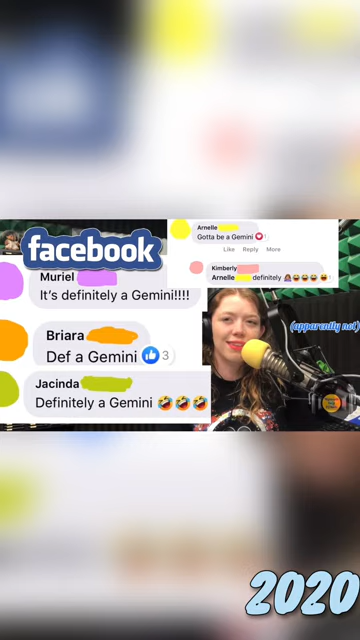 facebook
Muriel
It's definitely a Gemini!!!!
Briara
Def a Gemini 👍 3
Jacinda
Definitely a Gemini 🤣🤣🤣
Arnelle
Gotta be a Gemini ❤️ 1
Like Reply More
Kimberly
Arnelle definitely 🤷🏽‍♀️😂😂😂😂
(apparently not)
2020